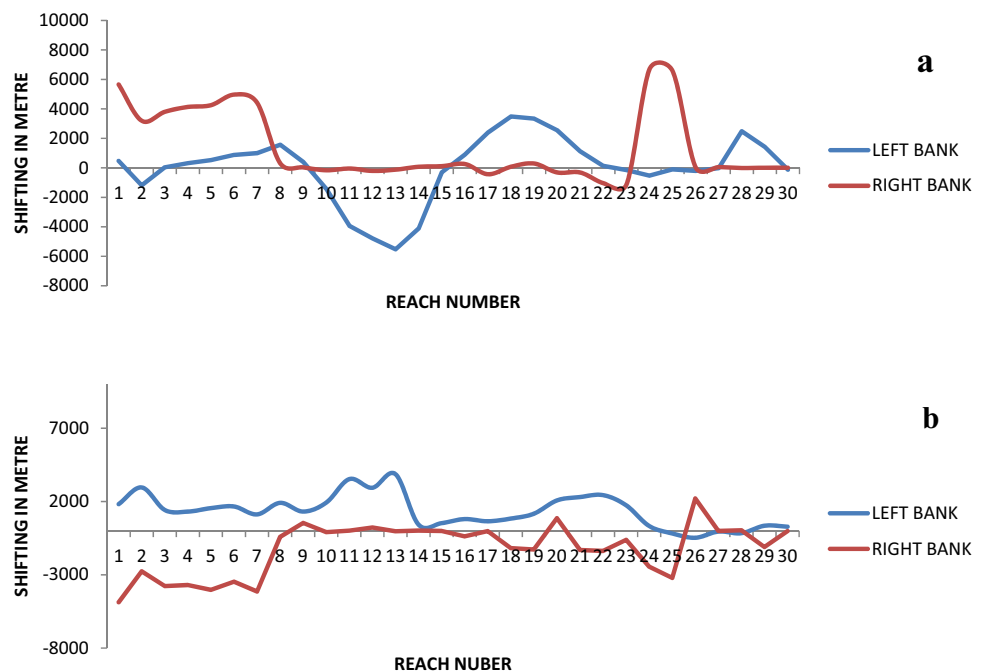 a
SHIFTING IN METRE
10000
8000
6000
4000
2000
0
-2000
-4000
-6000
-8000
1 2 3 4 5 6 7 8 9 10 11 12 13 14 15 16 17 18 19 20 21 22 23 24 25 26 27 28 29 30
REACH NUMBER
LEFT BANK
RIGHT BANK
b
SHIFTING IN METRE
7000
2000
-3000
-8000
1 2 3 4 5 6 7 8 9 10 11 12 13 14 15 16 17 18 19 20 21 22 23 24 25 26 27 28 29 30
REACH NUBER
LEFT BANK
RIGHT BANK